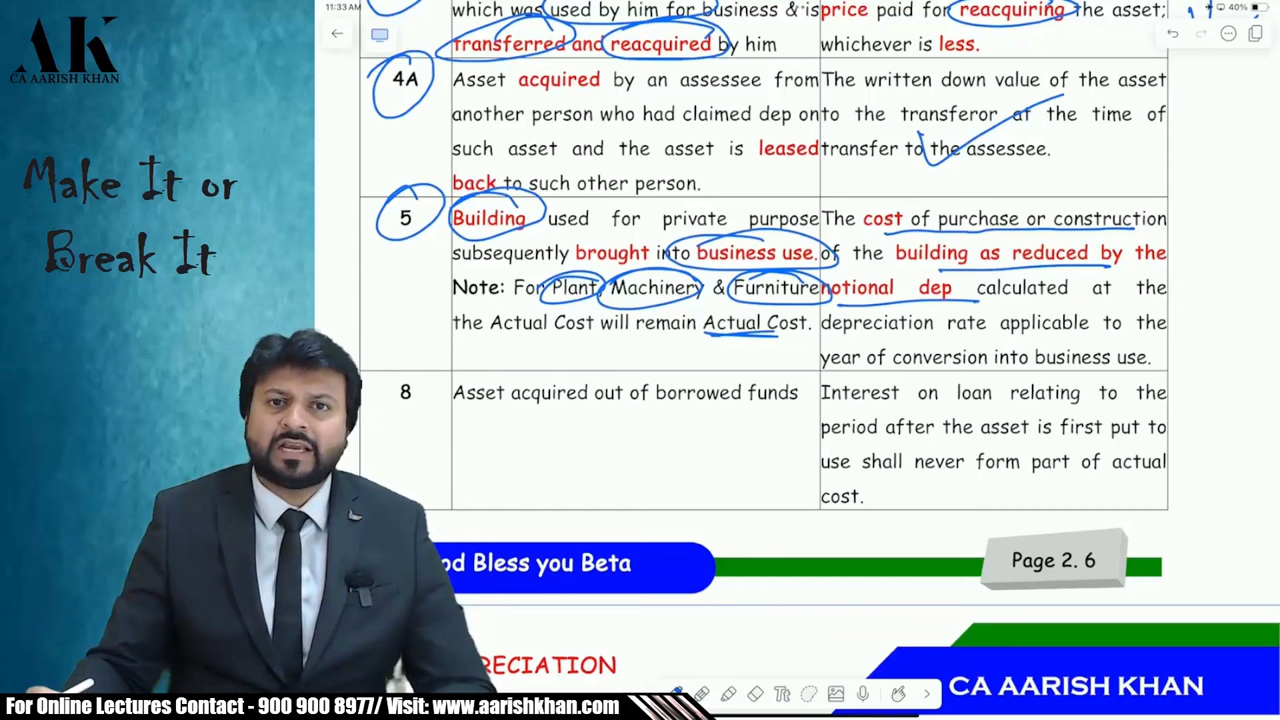 11:33 AM
40%
AK
CA AARISH KHAN
Make It or
Break It
which was used by him for business & is
transferred and reacquired by him
price paid for reacquiring the asset;
whichever is less.
4A
Asset acquired by an assessee from
another person who had claimed dep on
such asset and the asset is leased
back to such other person.
The written down value of the asset
to the transferor at the time of
transfer to the assessee.
5
Building used for private purpose
subsequently brought into business use.
Note: For Plant, Machinery & Furniture
the Actual Cost will remain Actual Cost.
The cost of purchase or construction
of the building as reduced by the
notional dep calculated at the
depreciation rate applicable to the
year of conversion into business use.
8
Asset acquired out of borrowed funds
Interest on loan relating to the
period after the asset is first put to
use shall never form part of actual
cost.
od Bless you Beta
Page 2. 6
RECIATION
Tt
CA AARISH KHAN
For Online Lectures Contact - 900 900 8977/ Visit: www.aarishkhan.com